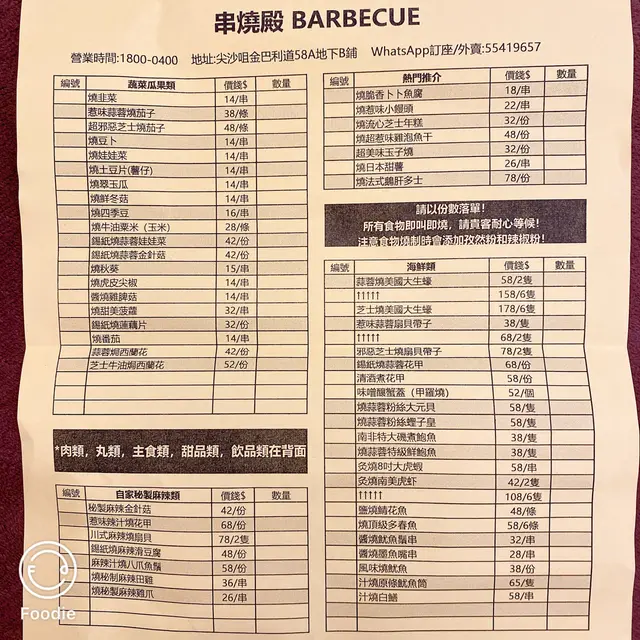 串燒殿 BARBECUE
營業時間:1800-0400 地址:尖沙咀金巴利道58A地下B鋪 WhatsApp訂座/外賣:55419657
編號 蔬菜瓜果類 價錢$ 數量
燒韭菜 14/串
惹味蒜蓉燒茄子 38/條
超邪惡芝士燒茄子 48/條
燒豆卜 14/串
燒娃娃菜 14/串
燒土豆片(薯仔) 14/串
燒翠玉瓜 14/串
燒鮮冬菇 14/串
燒四季豆 16/串
燒牛油粟米（玉米） 28/條
錫紙燒蒜蓉娃娃菜 42/份
錫紙燒蒜蓉金針菇 42/份
燒秋葵 15/串
燒虎皮尖椒 14/串
醬燒雞脾菇 14/串
燒甜美菠蘿 32/串
錫紙燒蓮藕片 32/份
燒番茄 14/串
蒜蓉焗西蘭花 42/份
芝士牛油焗西蘭花 52/份
*肉類，丸類，主食類，甜品類，飲品類在背面
編號 自家秘製麻辣類 價錢$ 數量
秘製麻辣金針菇 42/份
惹味辣汁燒花甲 68/份
川式麻辣燒扇貝 78/2隻
錫紙燒麻辣滑豆腐 48/份
麻辣汁燒八爪魚鬚 58/份
燒秘制麻辣田雞 36/串
燒秘製麻辣雞爪 26/串
編號 熱門推介 價錢$ 數量
燒脆香卜卜魚腐 18/串
燒惹味小饅頭 22/串
燒流心芝士年糕 32/份
燒超惹味雞泡魚干 48/份
超美味玉子燒 32/份
燒日本甜薯 26/串
燒法式鵝肝多士 78/份
請以份數落單!
所有食物即叫即燒，請貴客耐心等候!
注意食物燒制時會添加孜然粉和辣椒粉!
編號 海鮮類 價錢$ 數量
蒜蓉燒美國大生蠔 58/2隻
↑↑↑↑↑ 158/6隻
芝士燒美國大生蠔 178/6隻
惹味蒜蓉扇貝帶子 38/隻
↑↑↑↑↑ 68/2隻
邪惡芝士燒扇貝帶子 78/2隻
錫紙燒蒜蓉花甲 68/份
清酒煮花甲 58/份
味噌釀蟹蓋（甲羅燒） 52/個
燒蒜蓉粉絲大元貝 58/隻
燒蒜蓉粉絲蟶子皇 58/隻
南非特大磯煮鮑魚 38/隻
燒蒜蓉特級鮮鮑魚 38/隻
灸燒8吋大虎蝦 58/串
灸燒南美虎虾 42/2隻
↑↑↑↑↑ 108/6隻
鹽燒鯖花魚 48/條
燒頂級多春魚 58/6條
醬燒魷魚鬚串 32/串
醬燒墨魚嘴串 28/串
風味燒魷魚 38/份
汁燒原條魷魚筒 65/隻
汁燒白鱔 58/串
Foodie